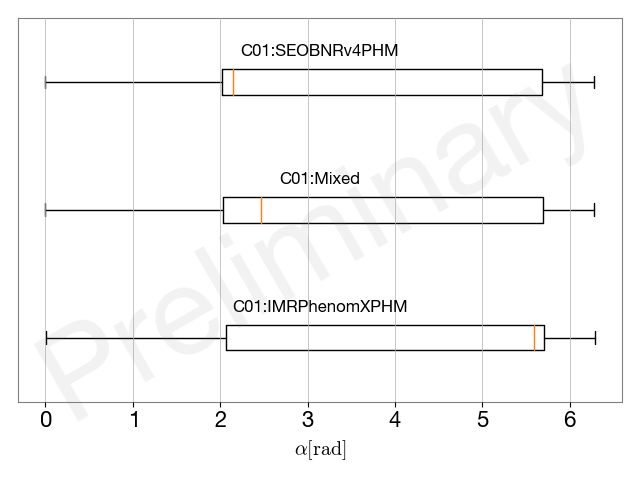 C01:SEOBNRv4PHM
C01:Mixed
C01:IMRPhenomXPHM
Preliminary
0 1 2 3 4 5 6
α[rad]